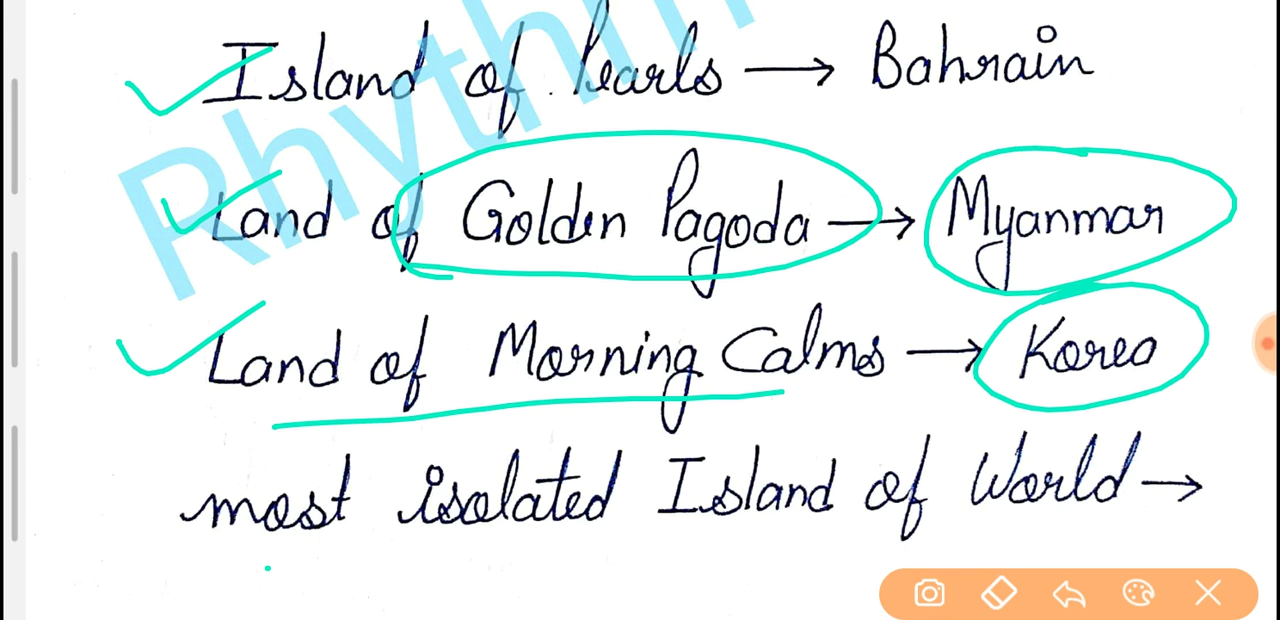 Island of Pearls → Bahrain
Land of Golden Pagoda → Myanmar
Land of Morning Calms → Korea
most isolated Island of World →
Rhythm